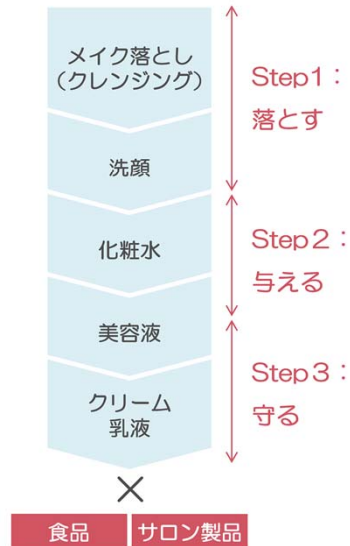 メイク落とし
（クレンジング）
Step1：
落とす
洗顔
化粧水
Step2：
与える
美容液
Step3：
守る
クリーム
乳液
×
食品
サロン製品